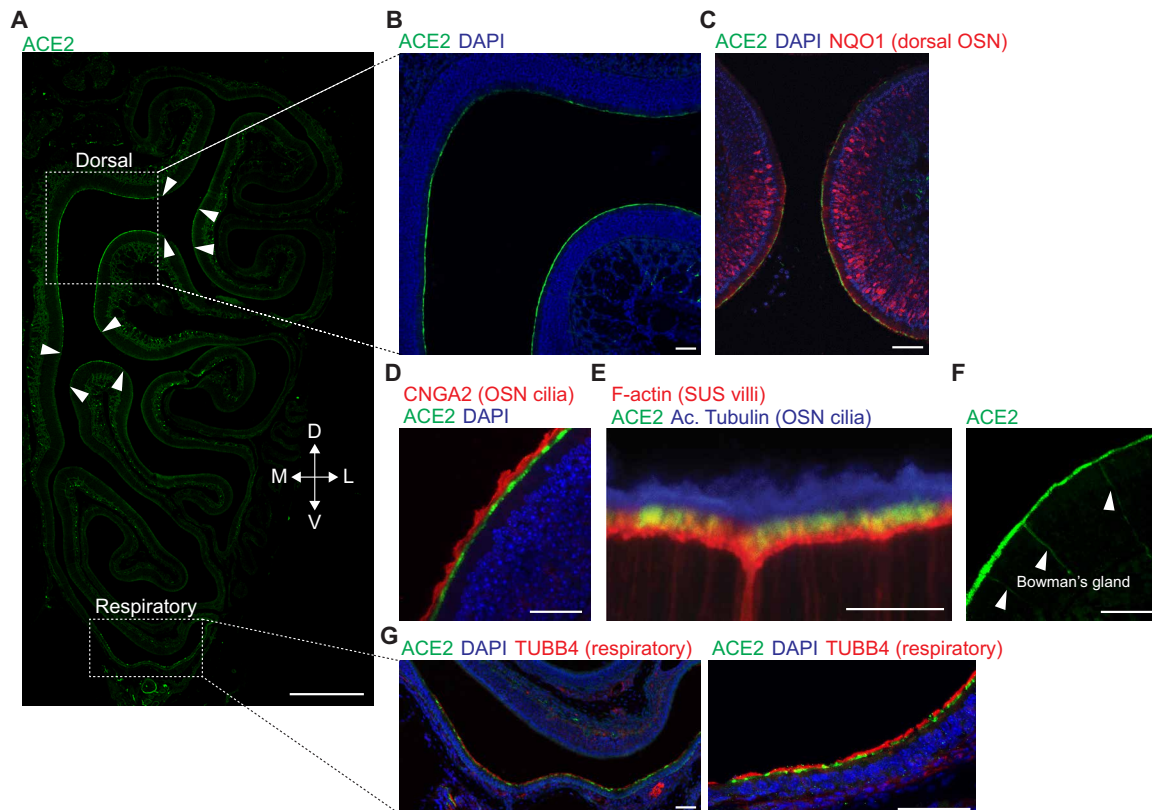 A
ACE2
Dorsal
D
M L
V
Respiratory
B
ACE2 DAPI
C
ACE2 DAPI NQO1 (dorsal OSN)
D
CNGA2 (OSN cilia)
ACE2 DAPI
E
F-actin (SUS villi)
ACE2 Ac. Tubulin (OSN cilia)
F
ACE2
Bowman's gland
G
ACE2 DAPI TUBB4 (respiratory)
ACE2 DAPI TUBB4 (respiratory)